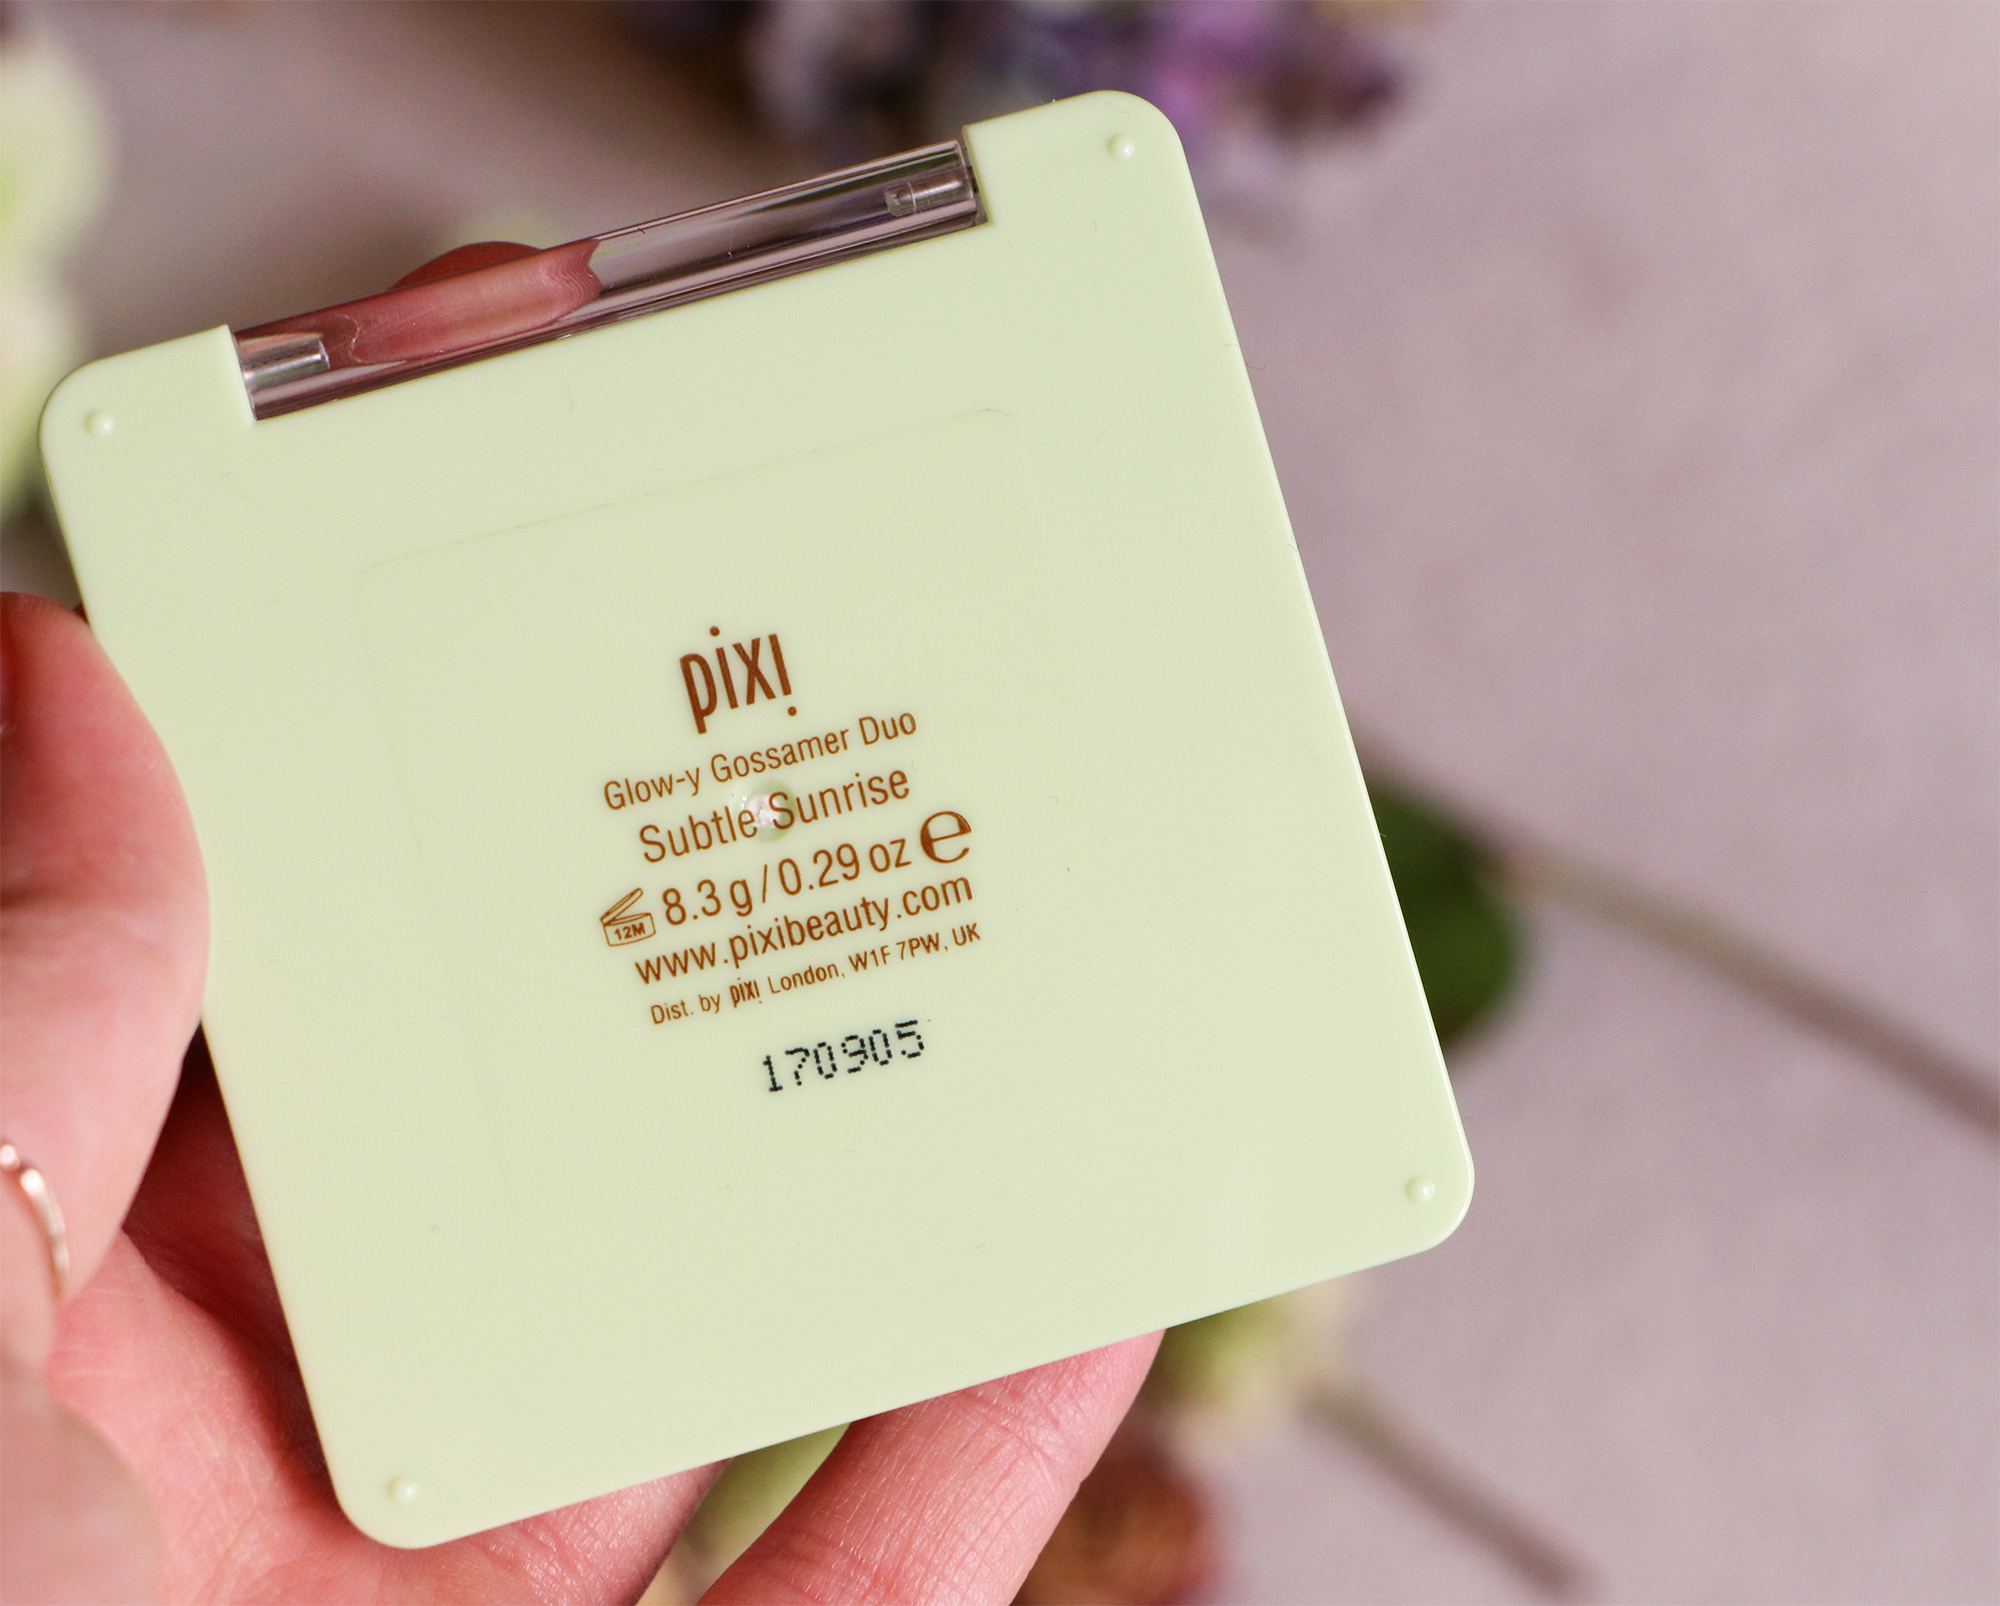 pixi
Glow-y Gossamer Duo
Subtle Sunrise
8.3 g / 0.29 oz e
12M
www.pixibeauty.com
Dist. by pixi London, W1F 7PW, UK
170905